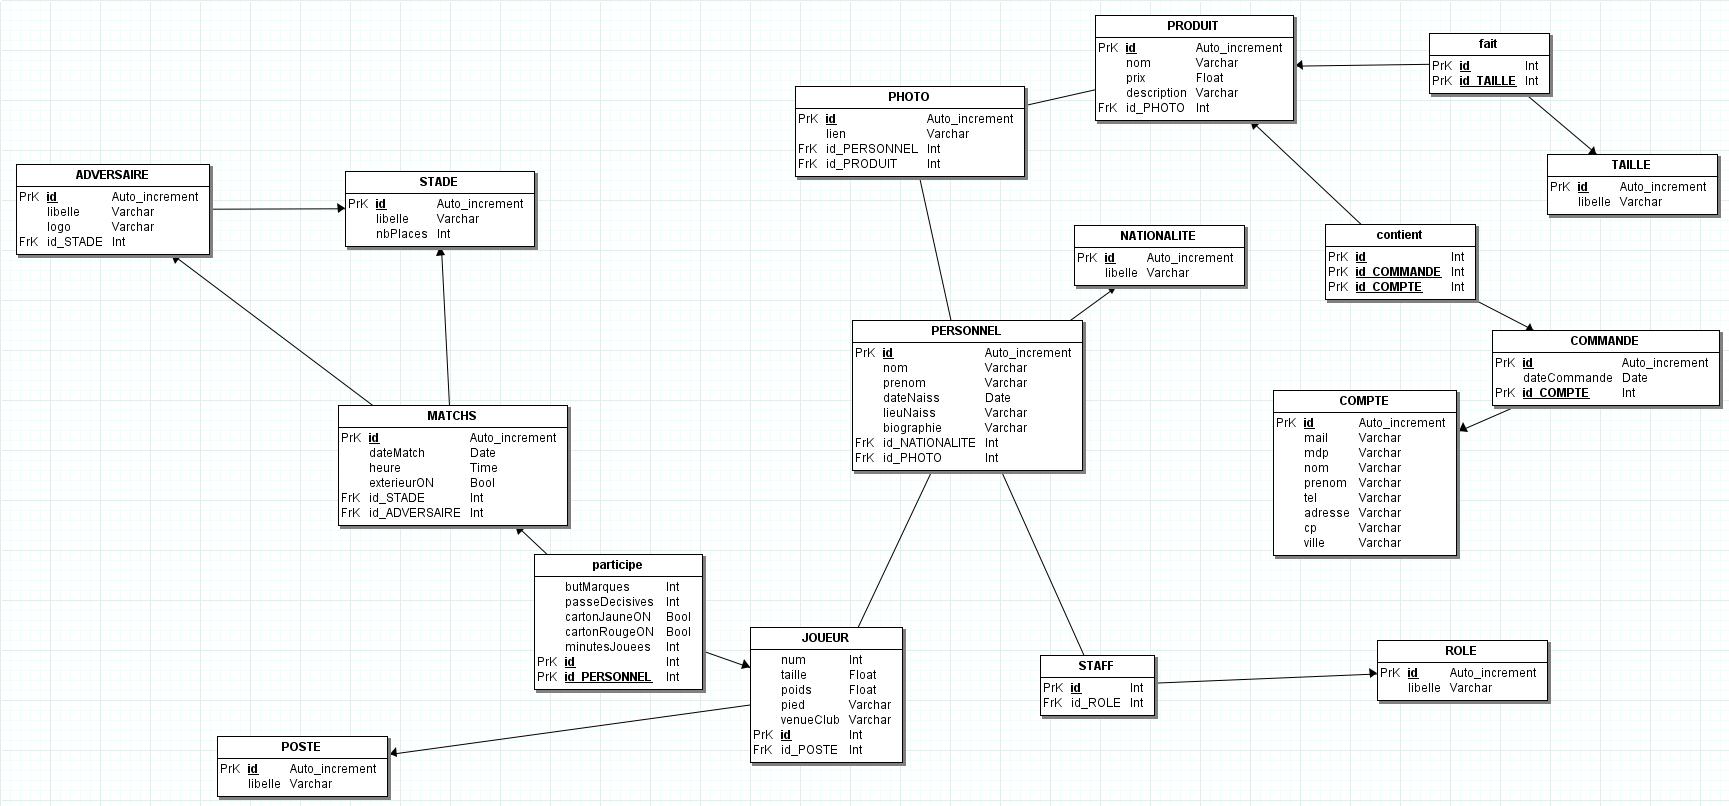 PRODUIT
PrK id Auto_increment
nom Varchar
prix Float
description Varchar
FrK id_PHOTO Int
fait
PrK id Int
PrK id_TAILLE Int
PHOTO
PrK id Auto_increment
lien Varchar
FrK id_PERSONNEL Int
FrK id_PRODUIT Int
TAILLE
PrK id Auto_increment
libelle Varchar
ADVERSAIRE
PrK id Auto_increment
libelle Varchar
logo Varchar
FrK id_STADE Int
STADE
PrK id Auto_increment
libelle Varchar
nbPlaces Int
NATIONALITE
PrK id Auto_increment
libelle Varchar
contient
PrK id Int
PrK id_COMMANDE Int
PrK id_COMPTE Int
PERSONNEL
PrK id Auto_increment
nom Varchar
prenom Varchar
dateNaiss Date
lieuNaiss Varchar
biographie Varchar
FrK id_NATIONALITE Int
FrK id_PHOTO Int
COMMANDE
PrK id Auto_increment
dateCommande Date
PrK id_COMPTE Int
COMPTE
PrK id Auto_increment
mail Varchar
mdp Varchar
nom Varchar
prenom Varchar
tel Varchar
adresse Varchar
cp Varchar
ville Varchar
MATCHS
PrK id Auto_increment
dateMatch Date
heure Time
exterieurON Bool
FrK id_STADE Int
FrK id_ADVERSAIRE Int
participe
butMarques Int
passeDecisives Int
cartonJauneON Bool
cartonRougeON Bool
minutesJouees Int
PrK id Int
PrK id_PERSONNEL Int
JOUEUR
num Int
taille Float
poids Float
pied Varchar
venueClub Varchar
PrK id Int
FrK id_POSTE Int
STAFF
PrK id Int
FrK id_ROLE Int
ROLE
PrK id Auto_increment
libelle Varchar
POSTE
PrK id Auto_increment
libelle Varchar